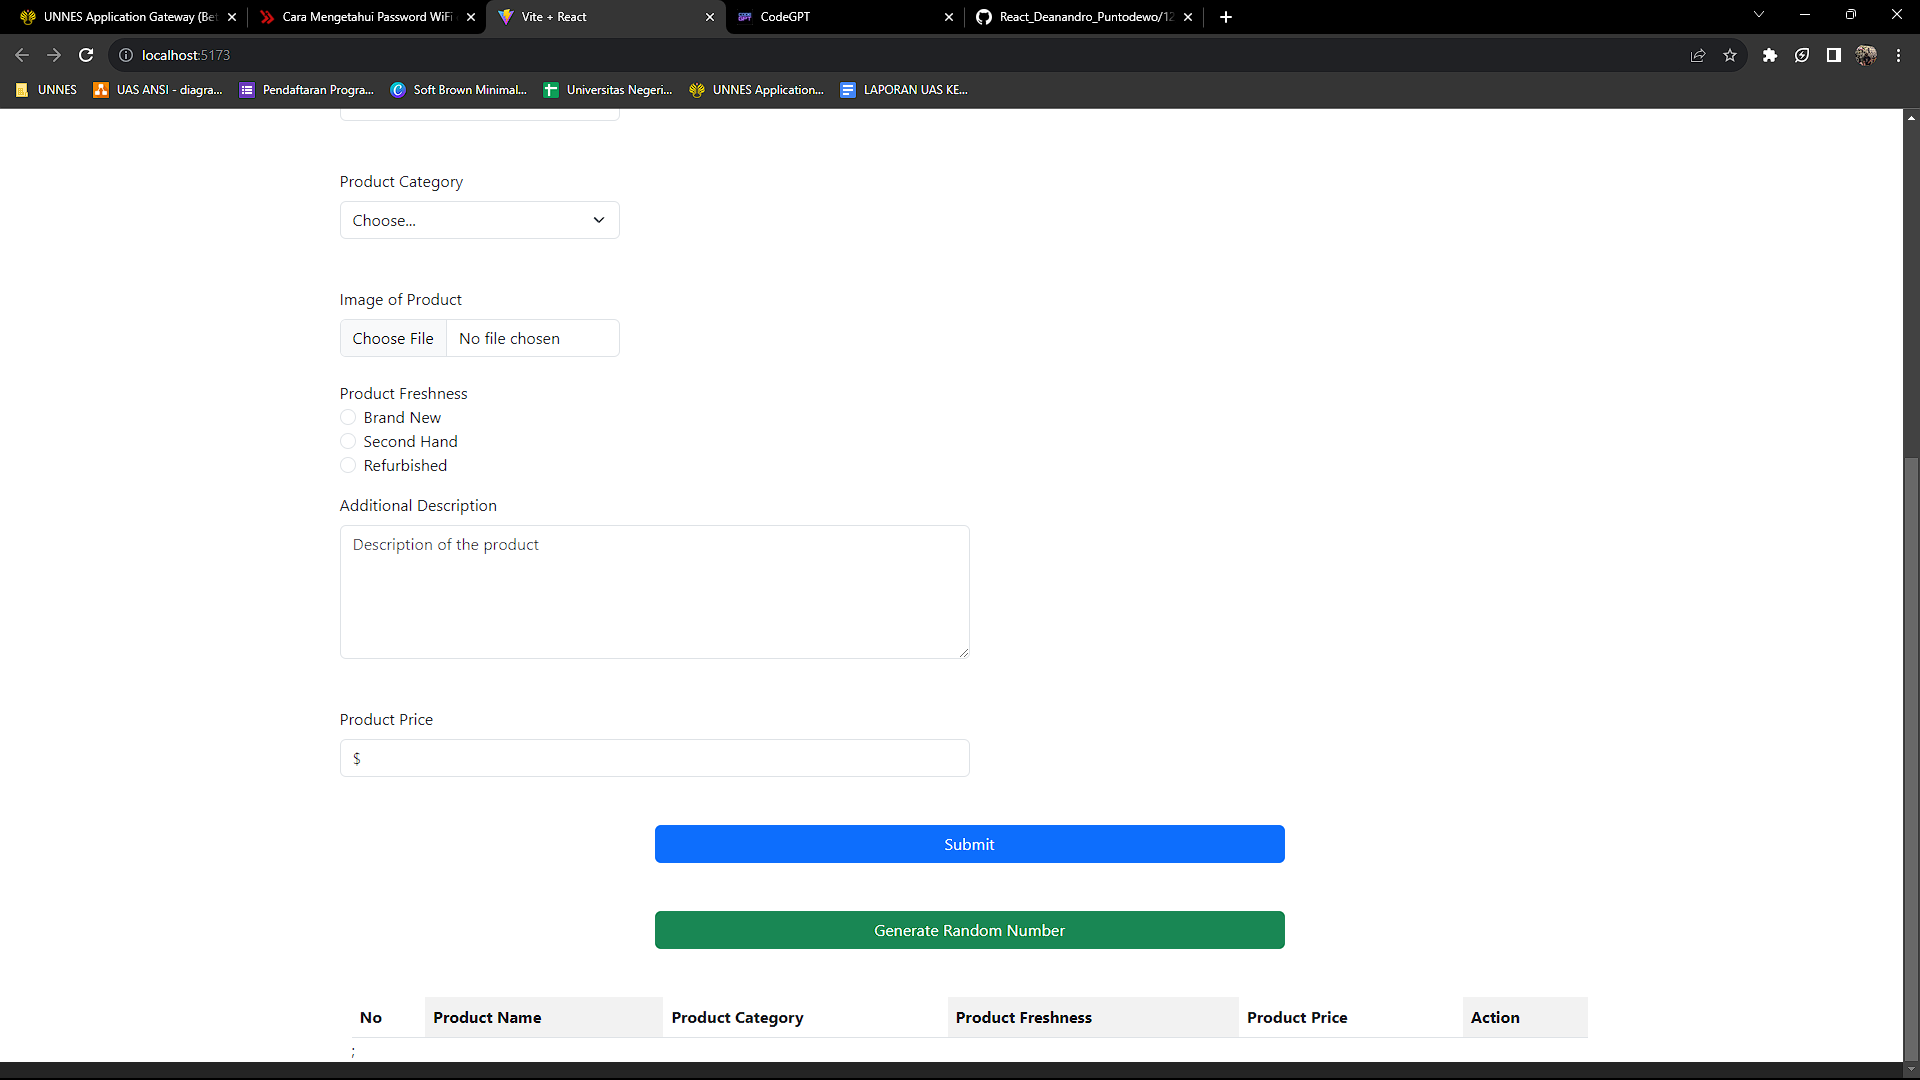 UNNES Application Gateway (Bet
Cara Mengetahui Password WiFi
Vite + React
CodeGPT
React_Deanandro_Puntodewo/12
localhost:5173
UNNES
UAS ANSI - diagra...
Pendaftaran Progra...
Soft Brown Minimal...
Universitas Negeri...
UNNES Application...
LAPORAN UAS KE...
Product Category
Choose...
Image of Product
Choose File No file chosen
Product Freshness
Brand New
Second Hand
Refurbished
Additional Description
Description of the product
Product Price
$
Submit
Generate Random Number
No Product Name Product Category Product Freshness Product Price Action
;